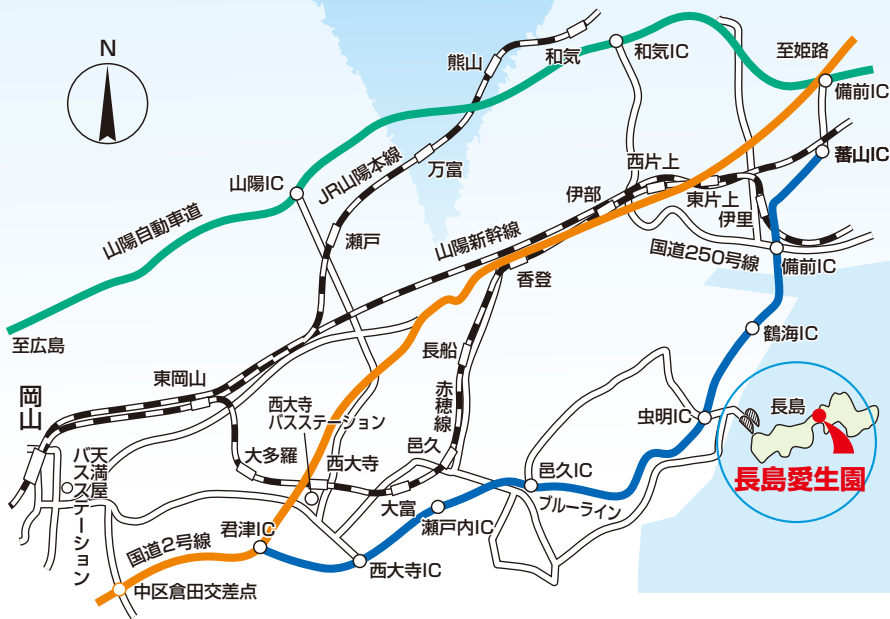 N
熊山
和気
和気IC
至姫路
備前IC
蕃山IC
山陽IC
JR山陽本線
万富
西片上
伊部
東片上
伊里
山陽自動車道
瀬戸
山陽新幹線
国道250号線
備前IC
香登
至広島
鶴海IC
長船
東岡山
岡山
西大寺
バスステーション
赤穂線
長島
虫明IC
天満屋
バスステーション
大多羅
西大寺
邑久
邑久IC
長島愛生園
大富
瀬戸内IC
ブルーライン
君津IC
国道2号線
西大寺IC
中区倉田交差点